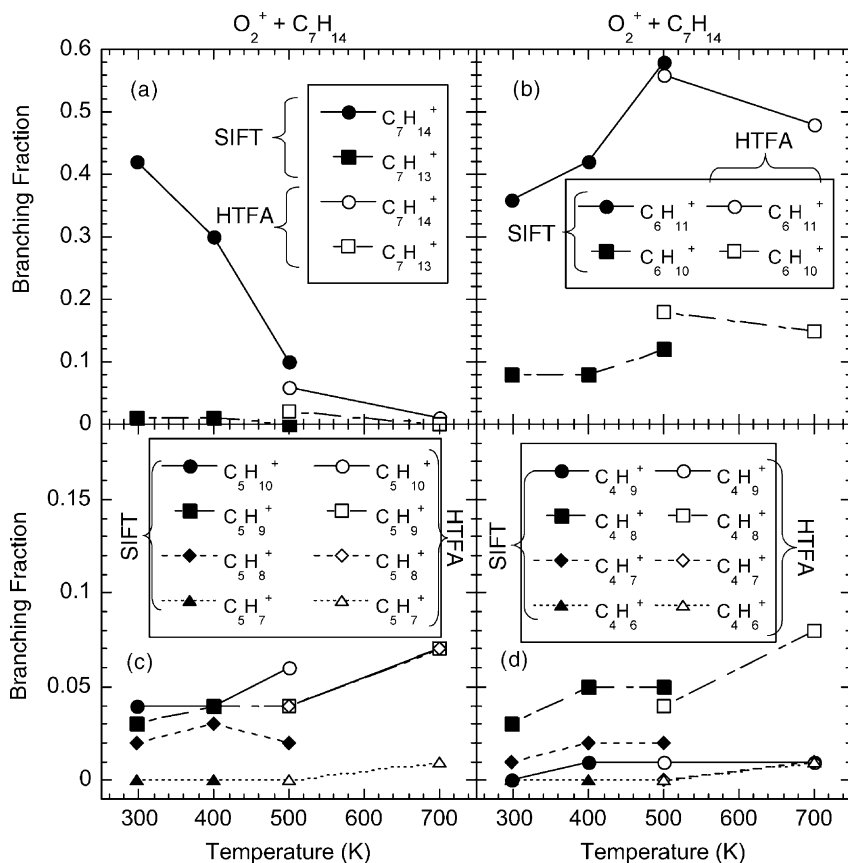 O₂⁺ + C₇H₁₄
O₂⁺ + C₇H₁₄
Branching Fraction
0.6
0.5
0.4
0.3
0.2
0.1
0
(a)
SIFT
HTFA
C₇H₁₄⁺
C₇H₁₃⁺
C₇H₁₄⁺
C₇H₁₃⁺
(b)
HTFA
SIFT
C₆H₁₁⁺ C₆H₁₁⁺
C₆H₁₀⁺ C₆H₁₀⁺
Branching Fraction
0.15
0.1
0.05
0
SIFT
C₅H₁₀⁺ C₅H₁₀⁺
C₅H₉⁺ C₅H₉⁺
C₅H₈⁺ C₅H₈⁺
C₅H₇⁺ C₅H₇⁺
HTFA
(c)
SIFT
C₄H₉⁺ C₄H₉⁺
C₄H₈⁺ C₄H₈⁺
C₄H₇⁺ C₄H₇⁺
C₄H₆⁺ C₄H₆⁺
HTFA
(d)
300 400 500 600 700
300 400 500 600 700
Temperature (K)
Temperature (K)